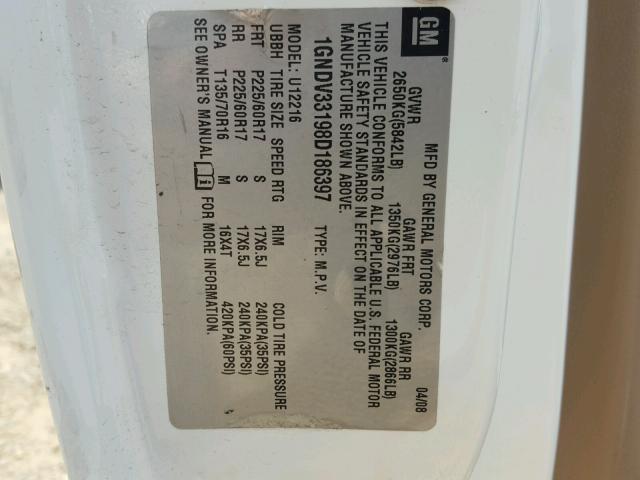 GM ®
MFD BY GENERAL MOTORS CORP. 04/08
GVWR GAWR FRT GAWR RR
2650KG(5842LB) 1350KG(2976LB) 1300KG(2866LB)
THIS VEHICLE CONFORMS TO ALL APPLICABLE U.S. FEDERAL MOTOR
VEHICLE SAFETY STANDARDS IN EFFECT ON THE DATE OF
MANUFACTURE SHOWN ABOVE.
1GNDV33198D186397 TYPE: M.P.V.
MODEL: U12216
UBBH TIRE SIZE SPEED RTG RIM COLD TIRE PRESSURE
FRT P225/60R17 S 17X6.5J 240KPA(35PSI)
RR P225/60R17 S 17X6.5J 240KPA(35PSI)
SPA T135/70R16 M 16X4T 420KPA(60PSI)
SEE OWNER'S MANUAL i FOR MORE INFORMATION.